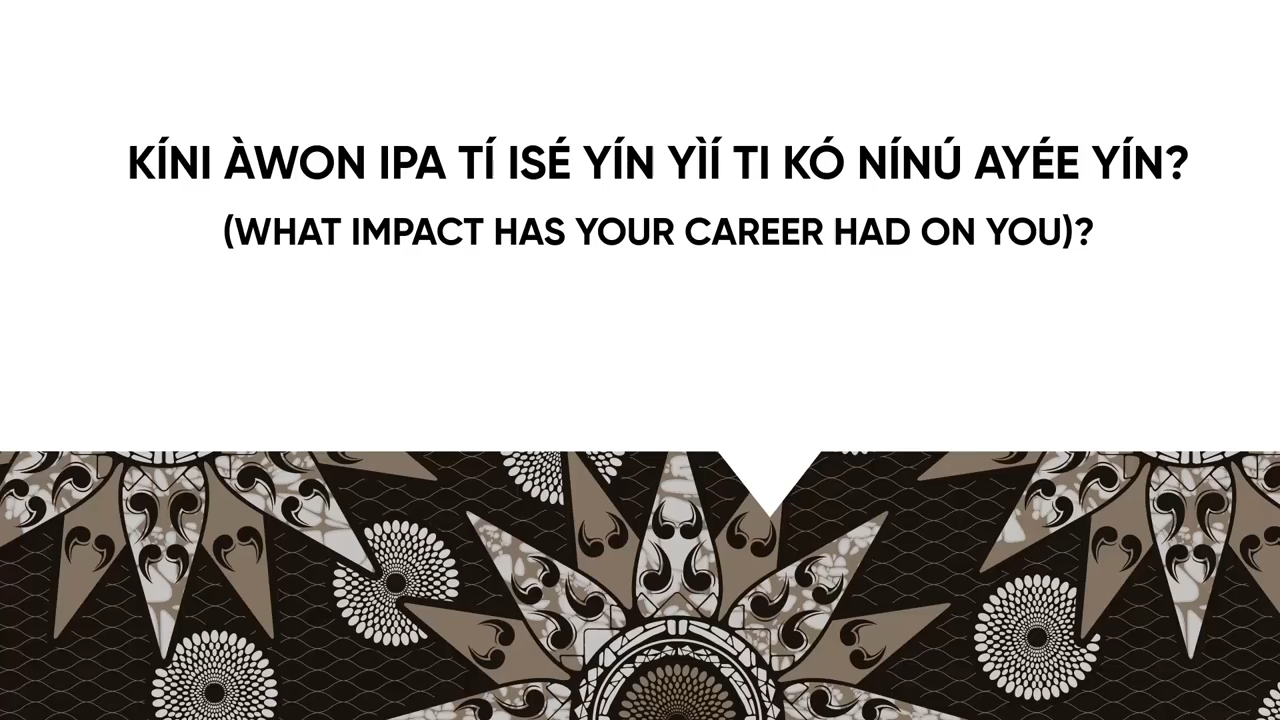 KÍNI ÀWON IPA TÍ ISÉ YÍN YÌÍ TI KÓ NÍNÚ AYÉE YÍN?
(WHAT IMPACT HAS YOUR CAREER HAD ON YOU)?